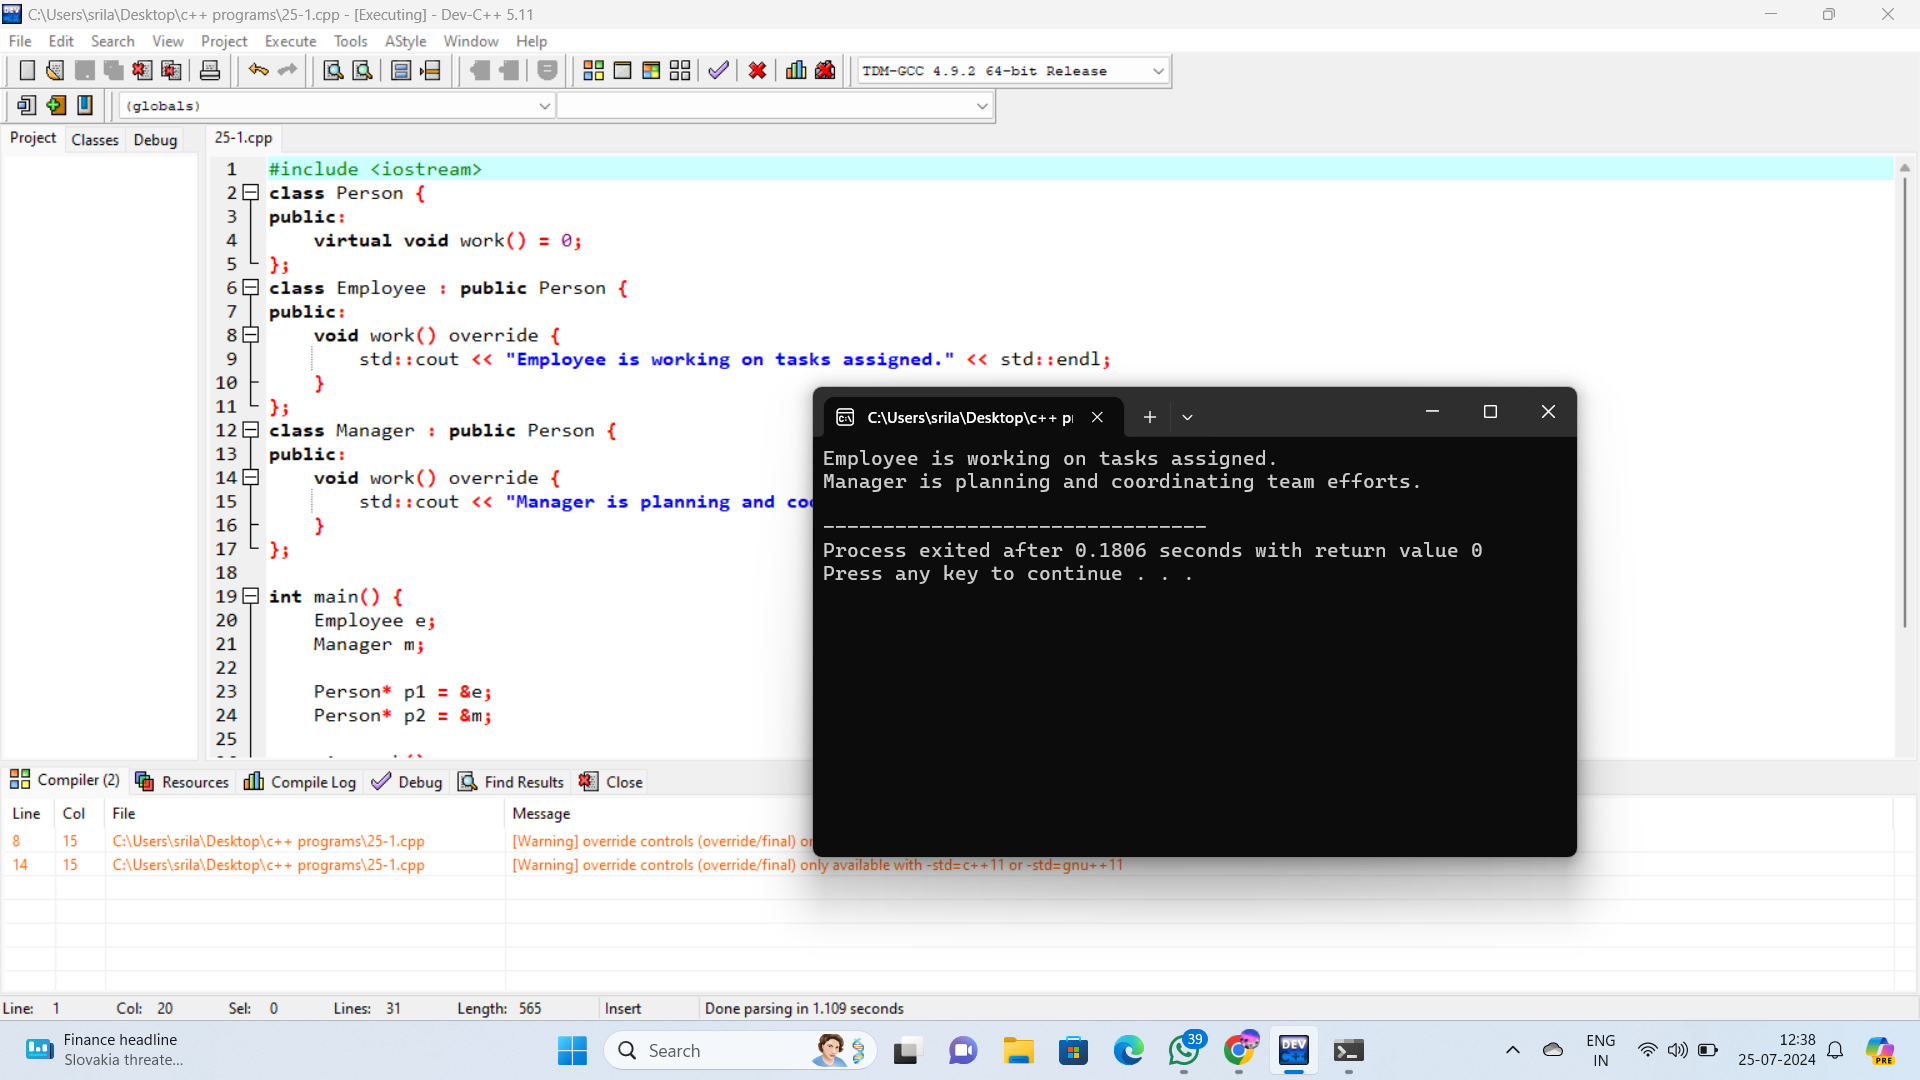 C:\Users\srila\Desktop\c++ programs\25-1.cpp - [Executing] - Dev-C++ 5.11
File Edit Search View Project Execute Tools AStyle Window Help
TDM-GCC 4.9.2 64-bit Release
(globals)
Project Classes Debug
25-1.cpp
1 #include <iostream>
2 class Person {
3 public:
4 virtual void work() = 0;
5 };
6 class Employee : public Person {
7 public:
8 void work() override {
9 std::cout << "Employee is working on tasks assigned." << std::endl;
10 }
11 };
12 class Manager : public Person {
13 public:
14 void work() override {
15 std::cout << "Manager is planning and
16 }
17 };
18
19 int main() {
20 Employee e;
21 Manager m;
22
23 Person* p1 = &e;
24 Person* p2 = &m;
25
C:\Users\srila\Desktop\c++
Employee is working on tasks assigned.
Manager is planning and coordinating team efforts.
--------------------------------
Process exited after 0.1806 seconds with return value 0
Press any key to continue . . .
Compiler (2) Resources Compile Log Debug Find Results Close
Line Col File Message
8 15 C:\Users\srila\Desktop\c++ programs\25-1.cpp [Warning] override controls (override/final)
14 15 C:\Users\srila\Desktop\c++ programs\25-1.cpp [Warning] override controls (override/final) only available with -std=c++11 or -std=gnu++11
Line: 1 Col: 20 Sel: 0 Lines: 31 Length: 565 Insert Done parsing in 1.109 seconds
Finance headline
Slovakia threate...
Search
39
DEV
C++
ENG
IN
12:38
25-07-2024
PRE